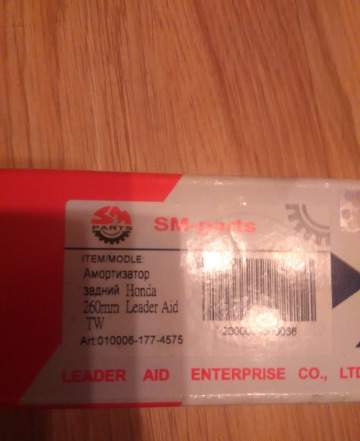 SM
PARTS
SM-parts
ITEM/MODLE:
Амортизатор
задний Honda
260mm Leader Aid
TW
Art:010006-177-4575
LEADER AID ENTERPRISE CO., LTD